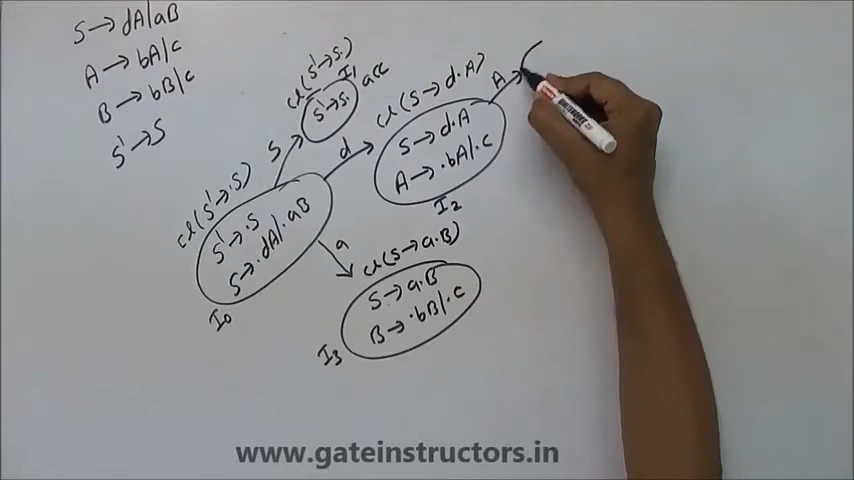 S → dA/aB
A → bA/c
B → bB/c
S' → S
cl(S'→·S)
S' → ·S
S → ·dA/·aB
I0
S
cl(S'→S·)
I1
S'→S·
acc
d
cl(S→d·A)
S → d·A
A → ·bA/·c
I2
A
a
cl(S→a·B)
S → a·B
B → ·bB/·c
I3
www.gateinstructors.in